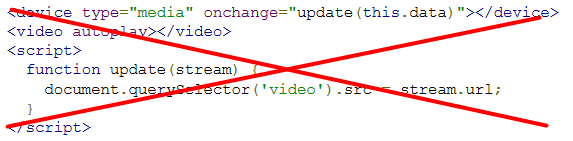 <device type="media" onchange="update(this.data)"></device>
<video autoplay></video>
<script>
  function update(stream) {
    document.querySelector('video').src = stream.url;
  }
</script>